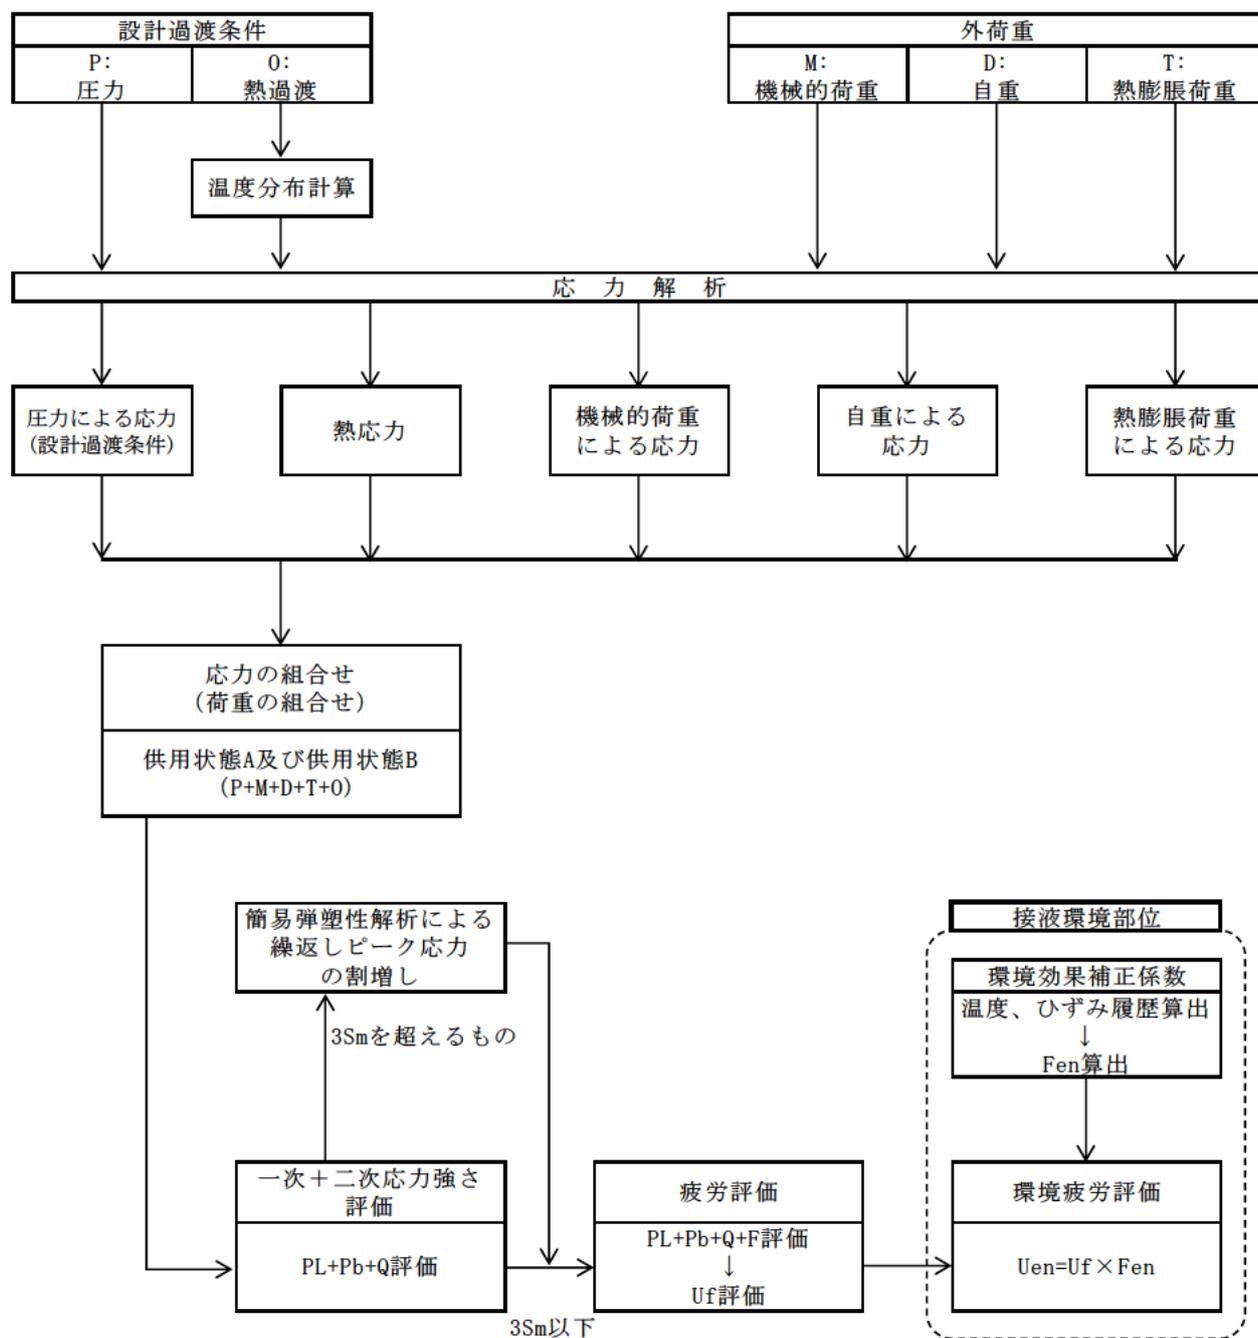 設計過渡条件
P:
圧力
O:
熱過渡
外荷重
M:
機械的荷重
D:
自重
T:
熱膨脹荷重
温度分布計算
応 力 解 析
圧力による応力
(設計過渡条件)
熱応力
機械的荷重
による応力
自重による
応力
熱膨脹荷重
による応力
応力の組合せ
(荷重の組合せ)
供用状態A及び供用状態B
(P+M+D+T+O)
簡易弾塑性解析による
繰返しピーク応力
の割増し
3Smを超えるもの
接液環境部位
環境効果補正係数
温度、ひずみ履歴算出
↓
Fen算出
一次+二次応力強さ
評価
PL+Pb+Q評価
3Sm以下
疲労評価
PL+Pb+Q+F評価
↓
Uf評価
環境疲労評価
Uen=Uf×Fen